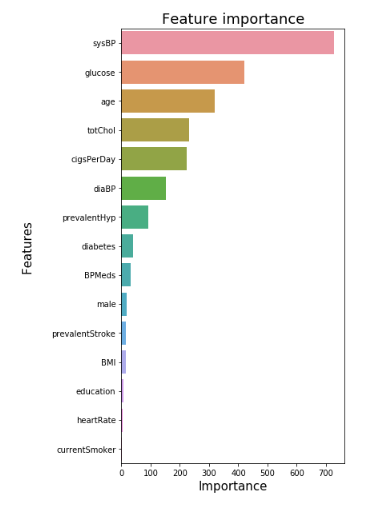 Feature importance
sysBP
glucose
age
totChol
cigsPerDay
diaBP
prevalentHyp
diabetes
BPMeds
male
prevalentStroke
BMI
education
heartRate
currentSmoker
Features
0 100 200 300 400 500 600 700
Importance